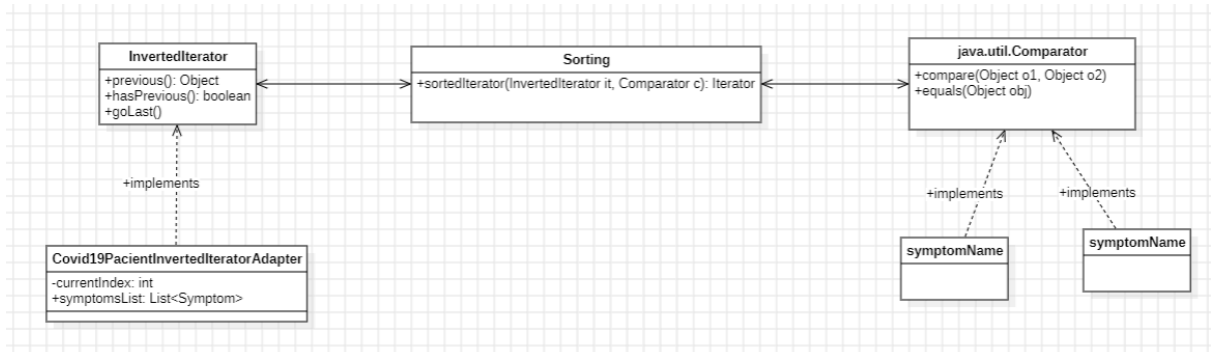 InvertedIterator
+previous(): Object
+hasPrevious(): boolean
+goLast()
Sorting
+sortedIterator(InvertedIterator it, Comparator c): Iterator
java.util.Comparator
+compare(Object o1, Object o2)
+equals(Object obj)
+implements
+implements
+implements
Covid19PacientInvertedIteratorAdapter
-currentIndex: int
+symptomsList: List<Symptom>
symptomName
symptomName